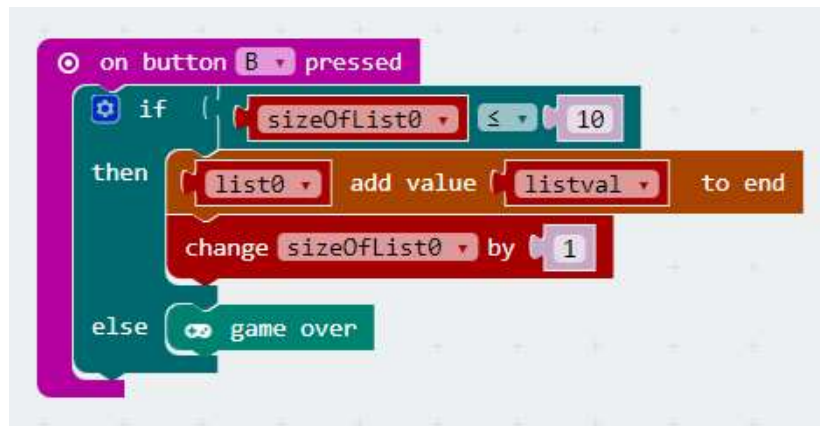 on button B pressed
if sizeOfList0 ≤ 10
then list0 add value listval to end
change sizeOfList0 by 1
else game over